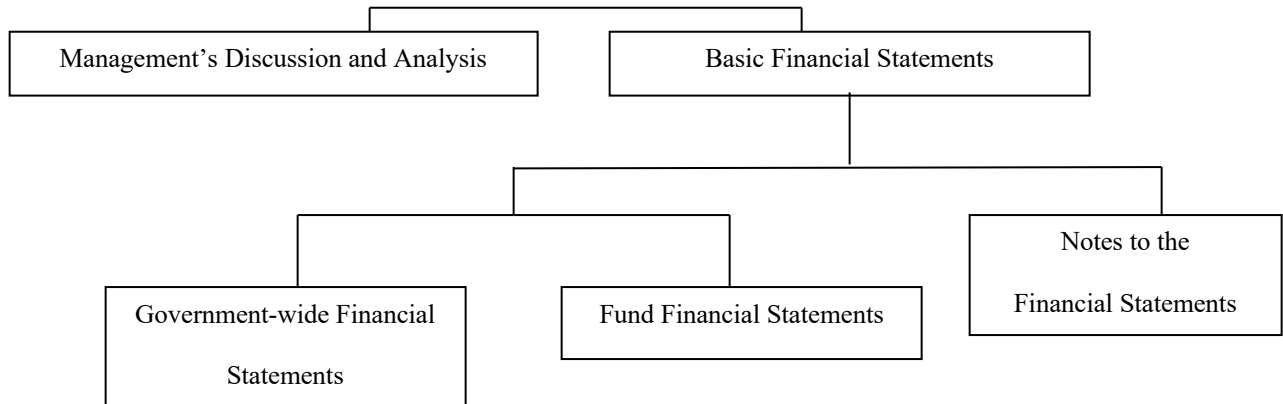 Management’s Discussion and Analysis
Basic Financial Statements
Notes to the
Financial Statements
Government-wide Financial
Statements
Fund Financial Statements